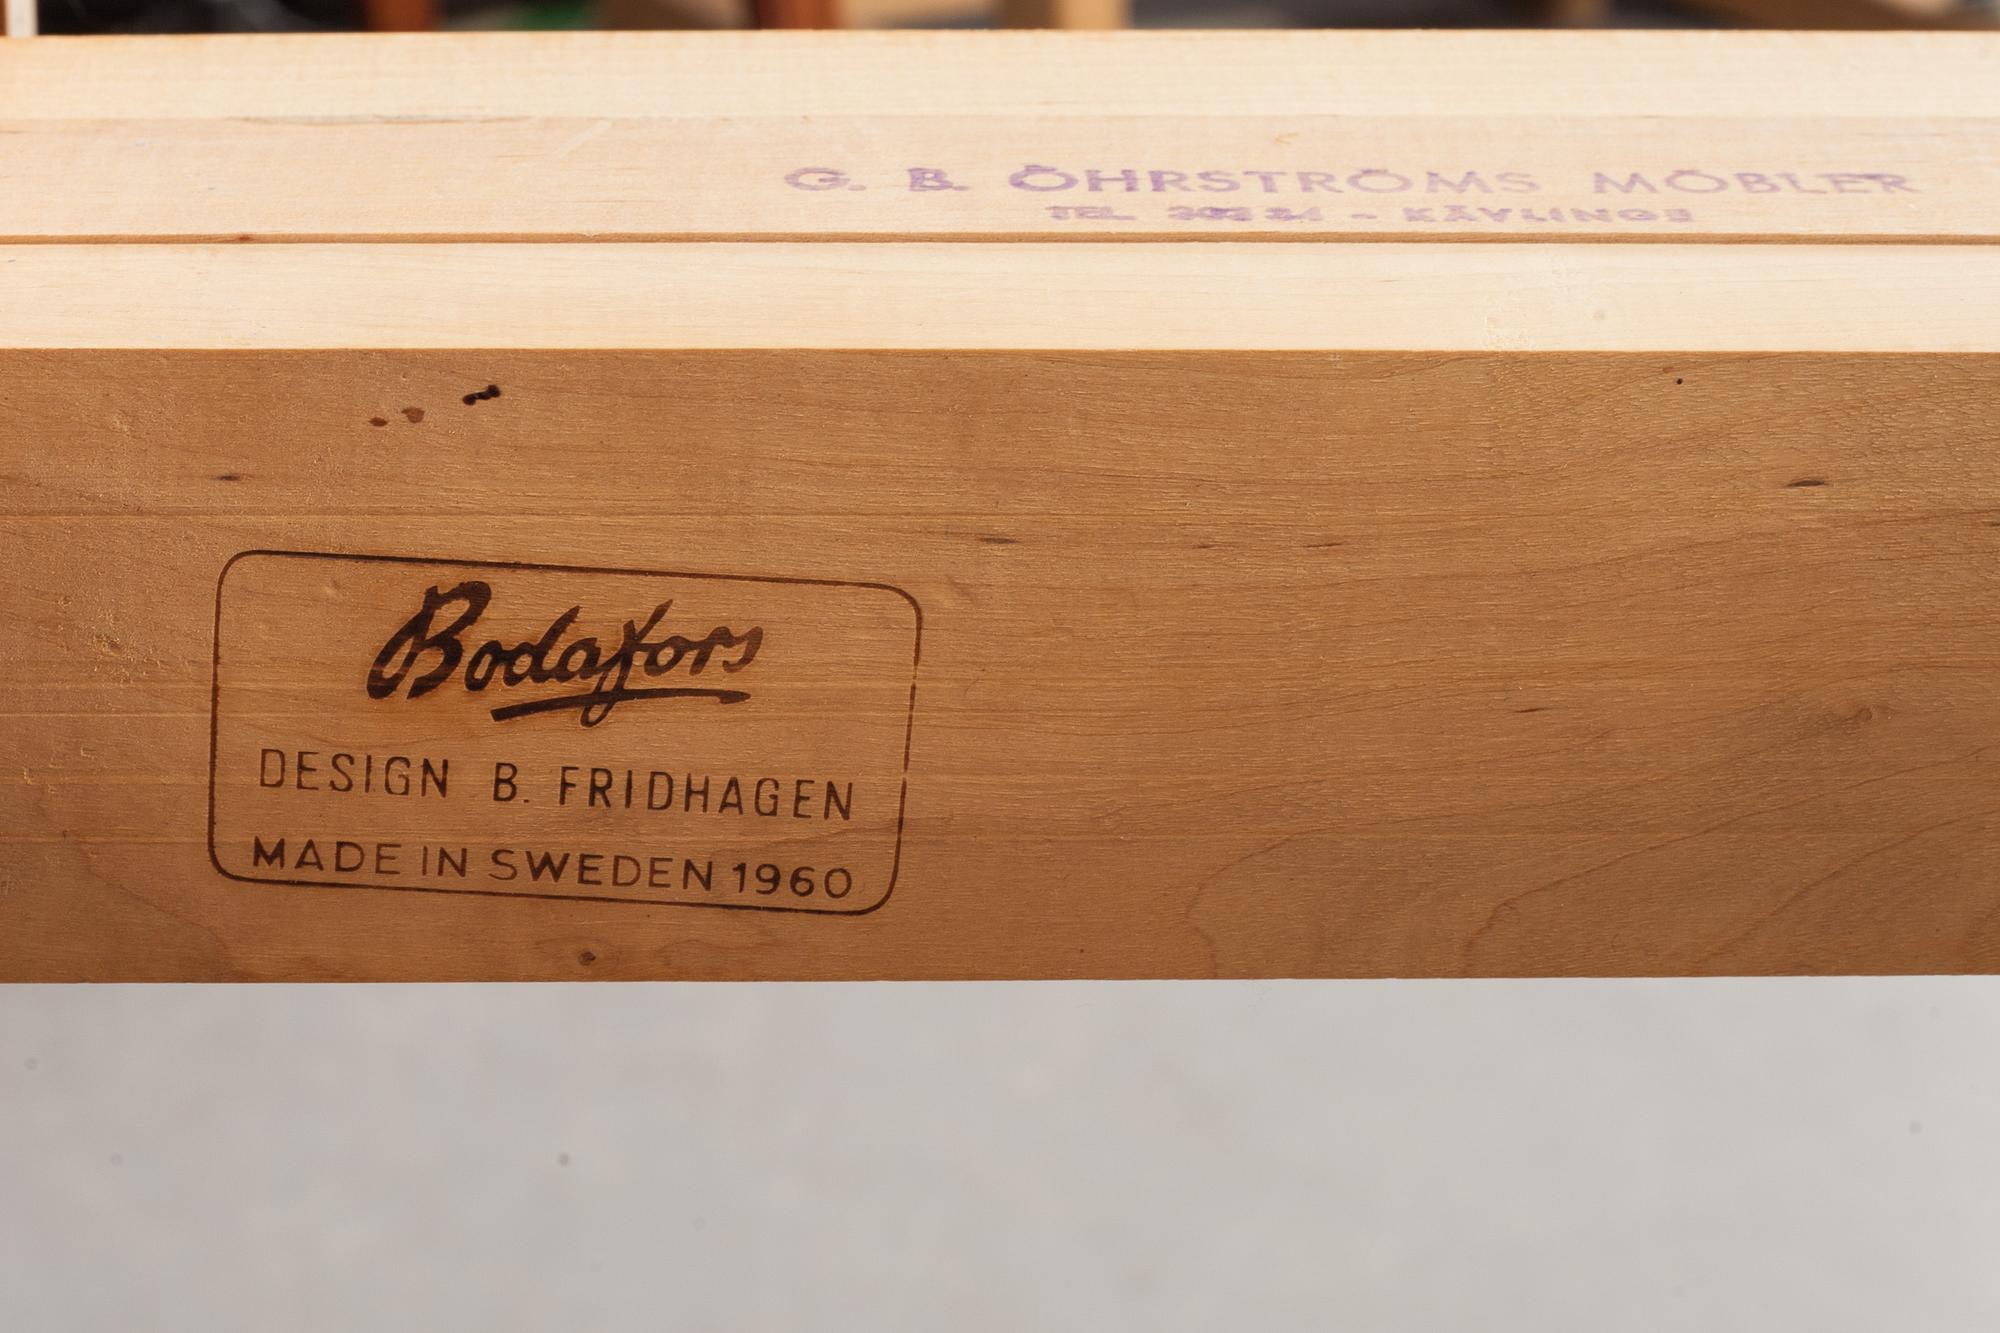 G. B. ÖHRSTRÖMS MÖBLER
TEL. - KÄVLINGE
Bodafors
DESIGN B. FRIDHAGEN
MADE IN SWEDEN 1960